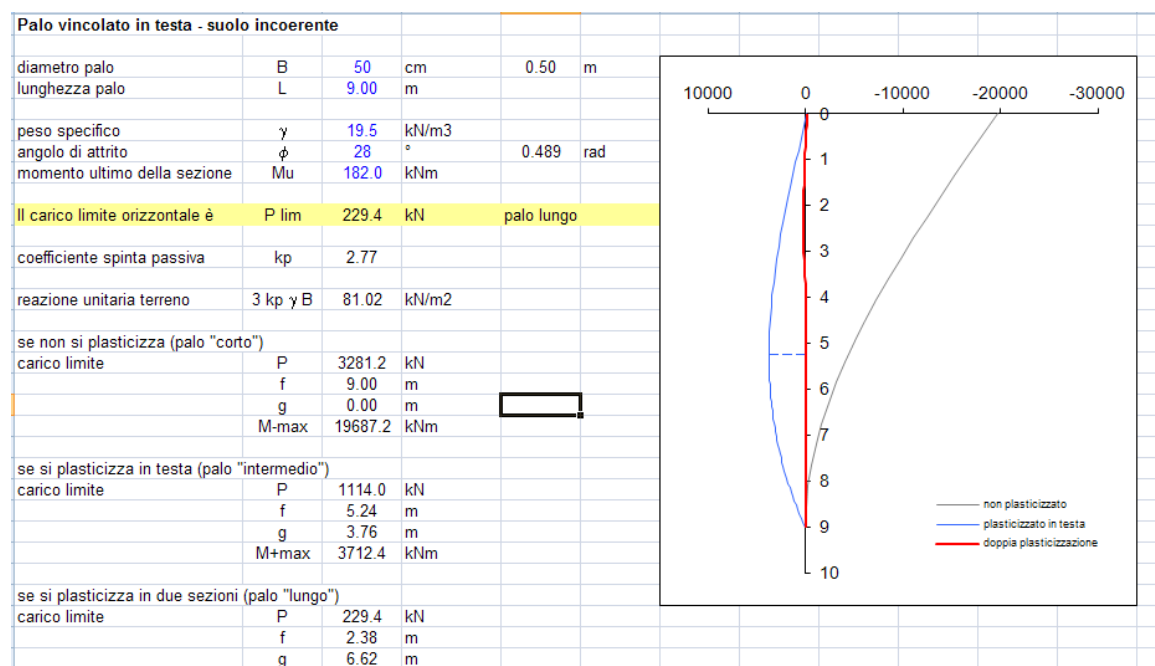 Palo vincolato in testa - suolo incoerente
diametro palo B 50 cm 0.50 m
lunghezza palo L 9.00 m
peso specifico γ 19.5 kN/m3
angolo di attrito ϕ 28 ° 0.489 rad
momento ultimo della sezione Mu 182.0 kNm
Il carico limite orizzontale è P lim 229.4 kN palo lungo
coefficiente spinta passiva kp 2.77
reazione unitaria terreno 3 kp γ B 81.02 kN/m2
se non si plasticizza (palo "corto")
carico limite P 3281.2 kN
f 9.00 m
g 0.00 m
M-max 19687.2 kNm
se si plasticizza in testa (palo "intermedio")
carico limite P 1114.0 kN
f 5.24 m
g 3.76 m
M+max 3712.4 kNm
se si plasticizza in due sezioni (palo "lungo")
carico limite P 229.4 kN
f 2.38 m
g 6.62 m
10000 0 -10000 -20000 -30000
0
1
2
3
4
5
6
7
8
9
10
non plasticizzato
plasticizzato in testa
doppia plasticizzazione